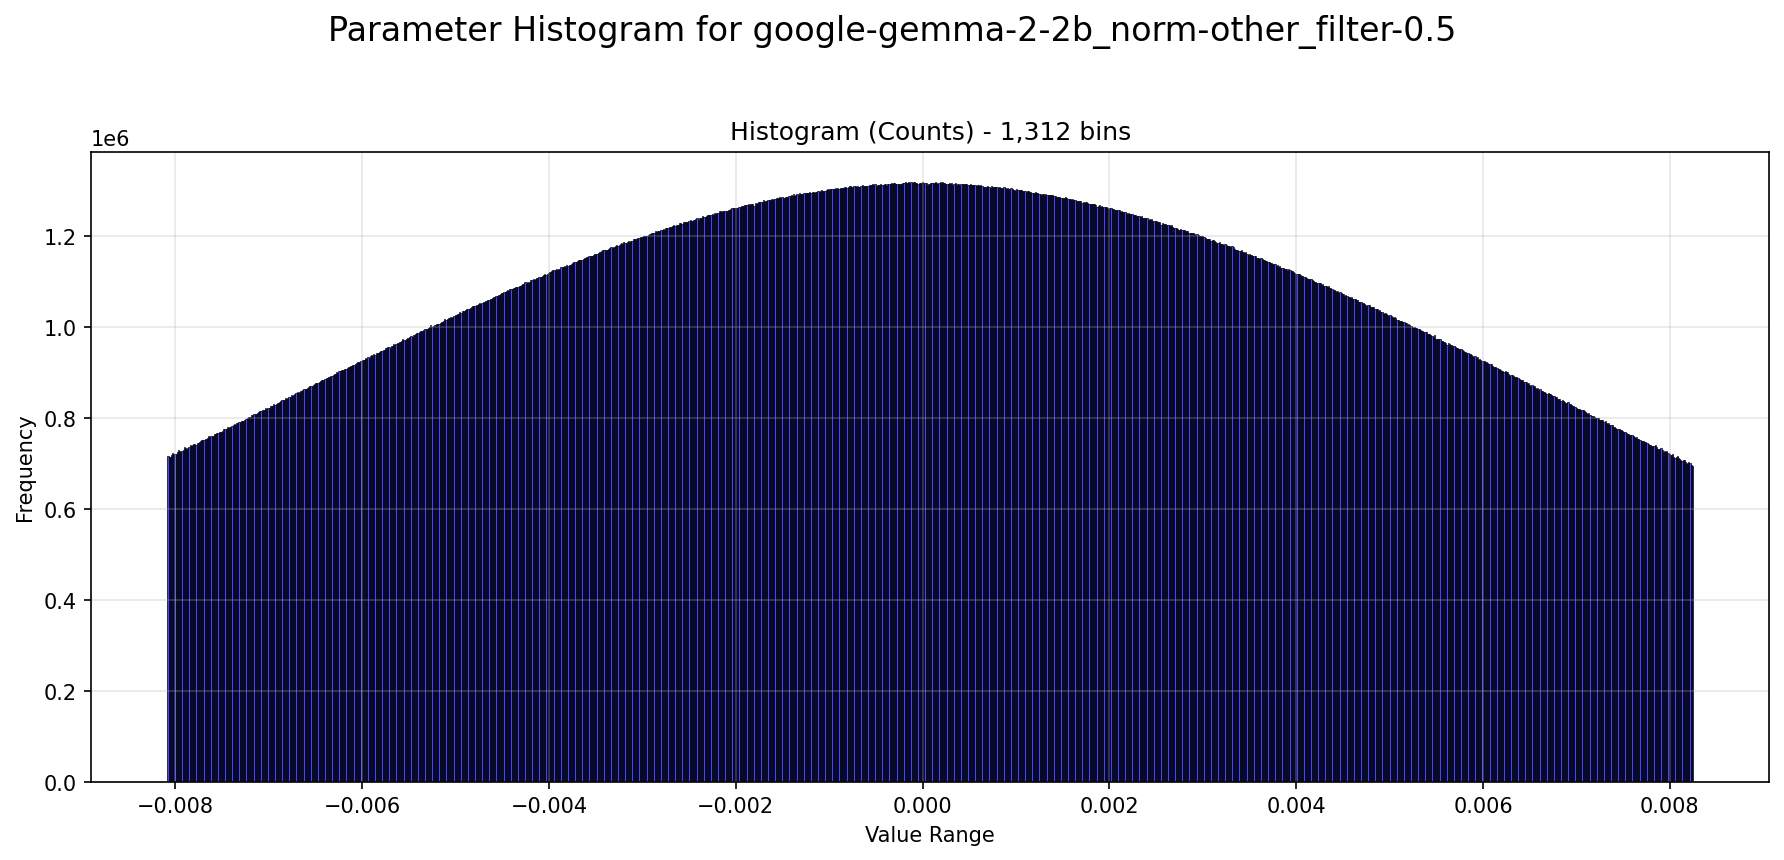 Parameter Histogram for google-gemma-2-2b_norm-other_filter-0.5
Histogram (Counts) - 1,312 bins
1e6
1.2
1.0
0.8
0.6
0.4
0.2
0.0
Frequency
−0.008 −0.006 −0.004 −0.002 0.000 0.002 0.004 0.006 0.008
Value Range